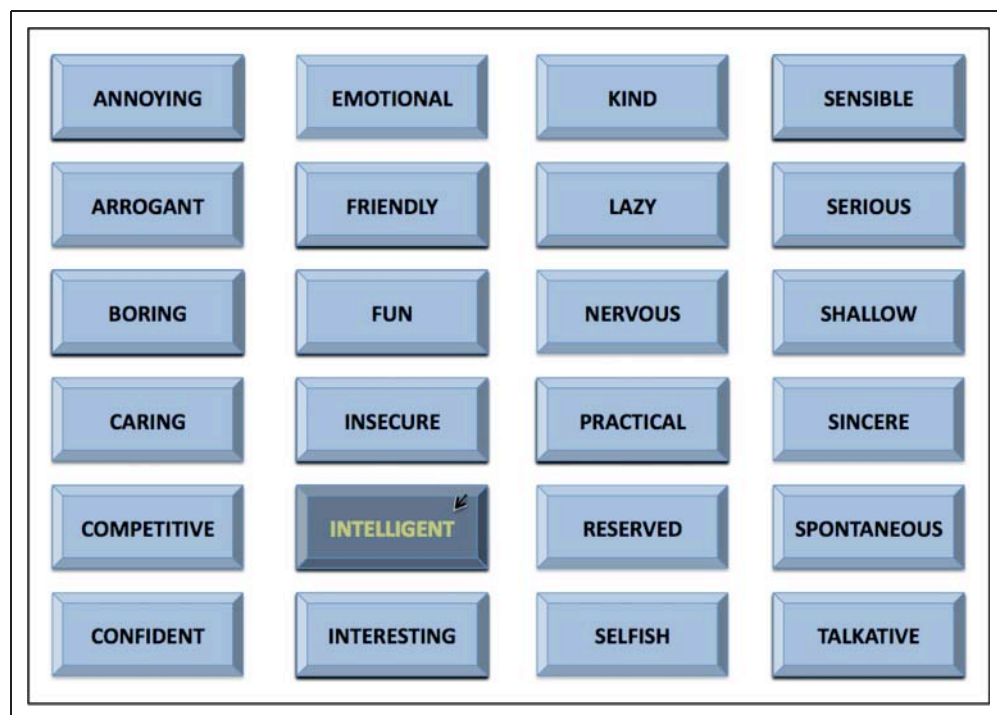 ANNOYING EMOTIONAL KIND SENSIBLE
ARROGANT FRIENDLY LAZY SERIOUS
BORING FUN NERVOUS SHALLOW
CARING INSECURE PRACTICAL SINCERE
COMPETITIVE INTELLIGENT RESERVED SPONTANEOUS
CONFIDENT INTERESTING SELFISH TALKATIVE